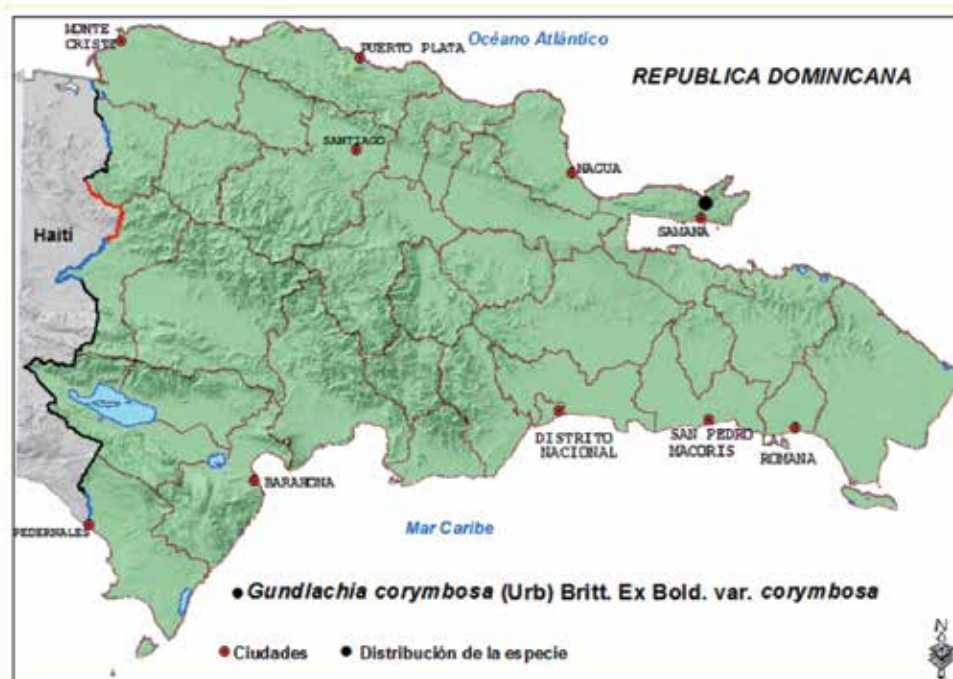 MONTE
CRISTE
PUERTO PLATA
Océano Atlántico
REPUBLICA DOMINICANA
SANTIAGO
NAGUA
SAMANA
Haití
DISTRITO
NACIONAL
SAN PEDRO
MACORIS
LA
ROMANA
BARAHONA
PEDERNALES
Mar Caribe
Gundlachia corymbosa (Urb) Britt. Ex Bold. var. corymbosa
Ciudades
Distribución de la especie
N